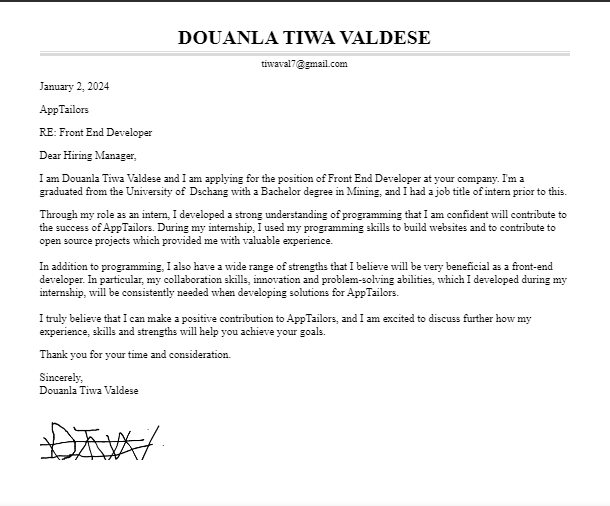 DOUANLA TIWA VALDESE
tiwaval7@gmail.com
January 2, 2024
AppTailors
RE: Front End Developer
Dear Hiring Manager,
I am Douanla Tiwa Valdese and I am applying for the position of Front End Developer at your company. I'm a
graduated from the University of Dschang with a Bachelor degree in Mining, and I had a job title of intern prior to this.
Through my role as an intern, I developed a strong understanding of programming that I am confident will contribute to
the success of AppTailors. During my internship, I used my programming skills to build websites and to contribute to
open source projects which provided me with valuable experience.
In addition to programming, I also have a wide range of strengths that I believe will be very beneficial as a front-end
developer. In particular, my collaboration skills, innovation and problem-solving abilities, which I developed during my
internship, will be consistently needed when developing solutions for AppTailors.
I truly believe that I can make a positive contribution to AppTailors, and I am excited to discuss further how my
experience, skills and strengths will help you achieve your goals.
Thank you for your time and consideration.
Sincerely,
Douanla Tiwa Valdese